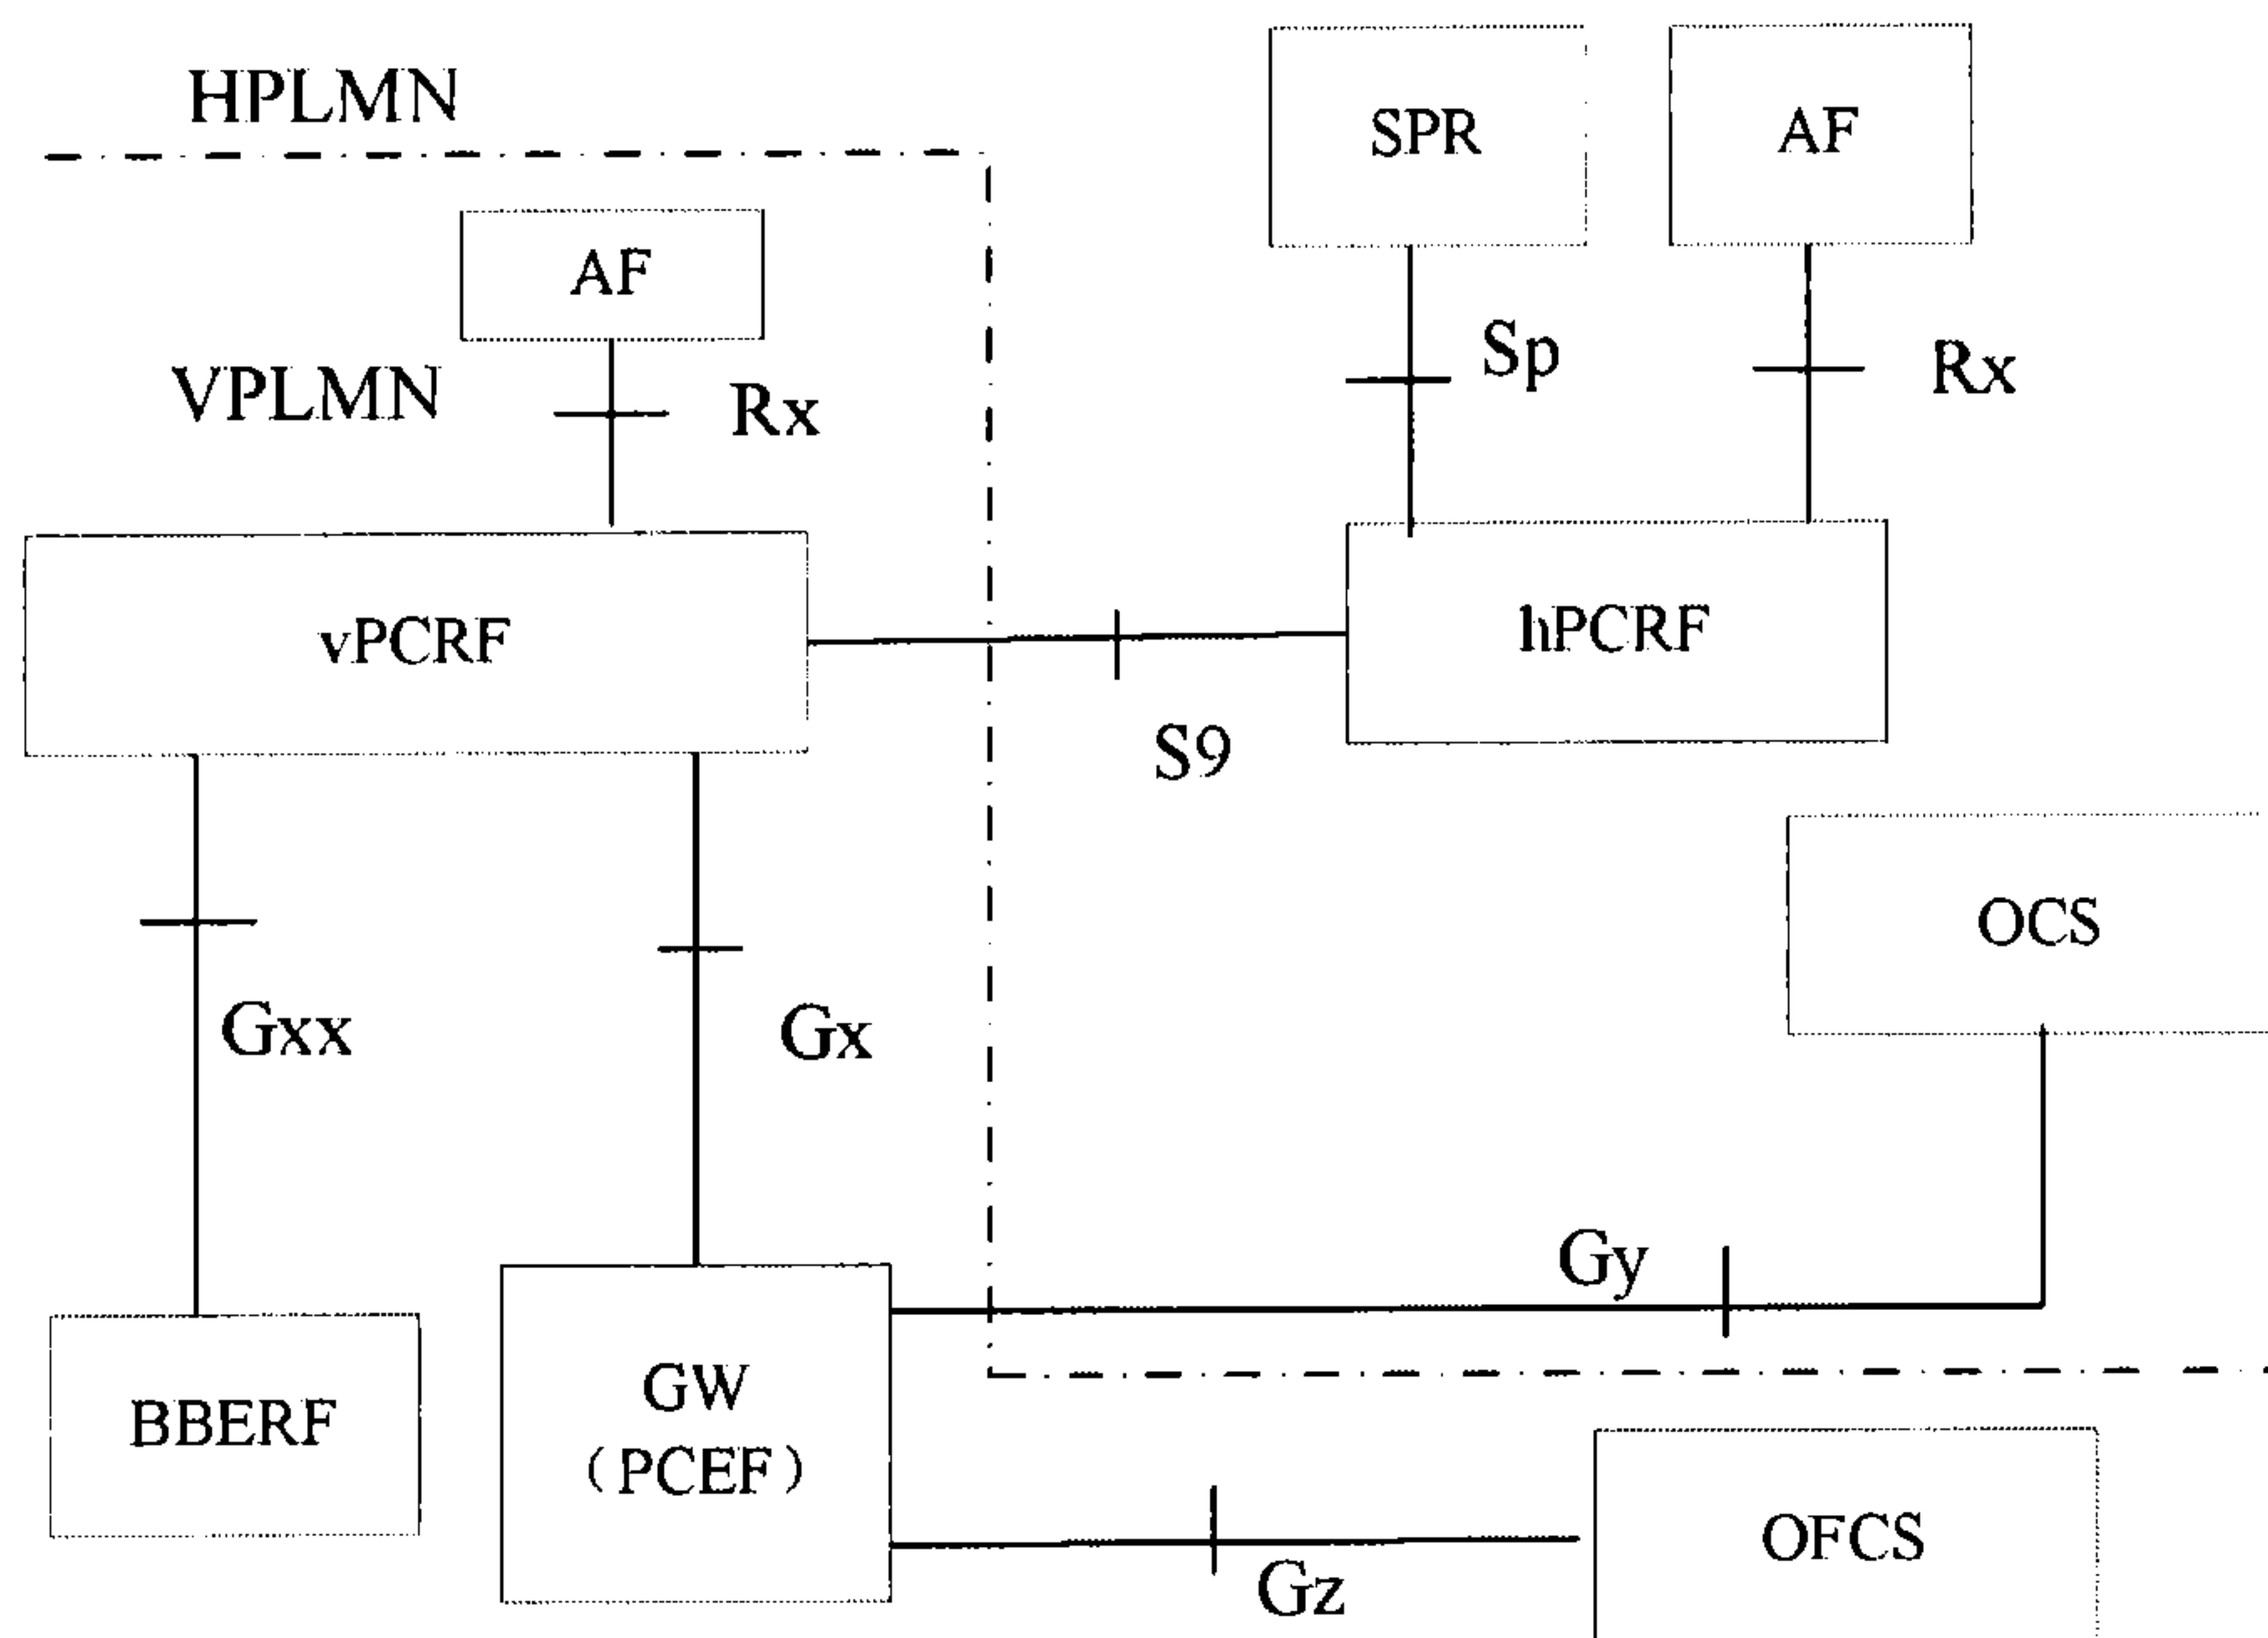 HPLMN
SPR
AF
AF
VPLMN
Rx
Sp
Rx
vPCRF
hPCRF
S9
OCS
Gxx
Gx
Gy
GW
BBERF
（PCEF）
OFCS
Gz